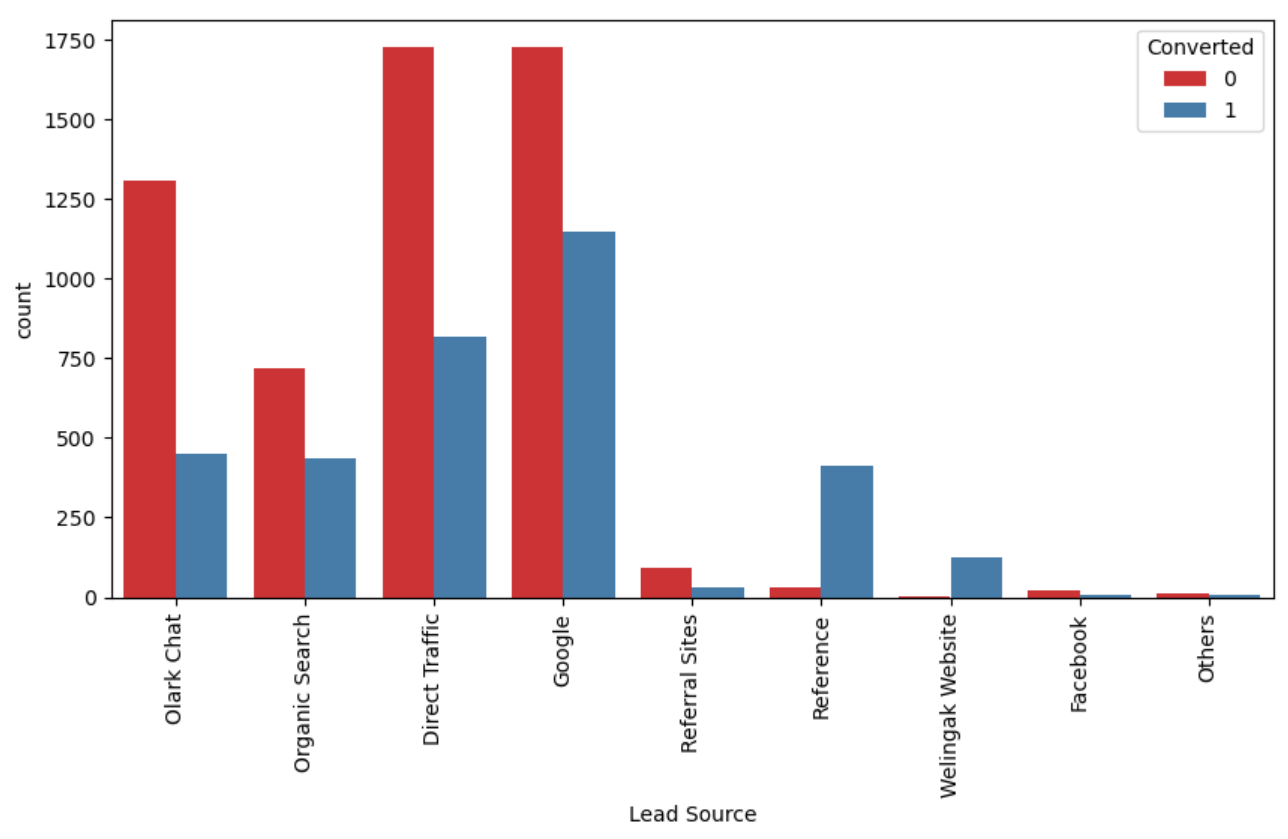 Converted
0
1
1750
1500
1250
1000
750
500
250
0
count
Olark Chat
Organic Search
Direct Traffic
Google
Referral Sites
Reference
Welingak Website
Facebook
Others
Lead Source